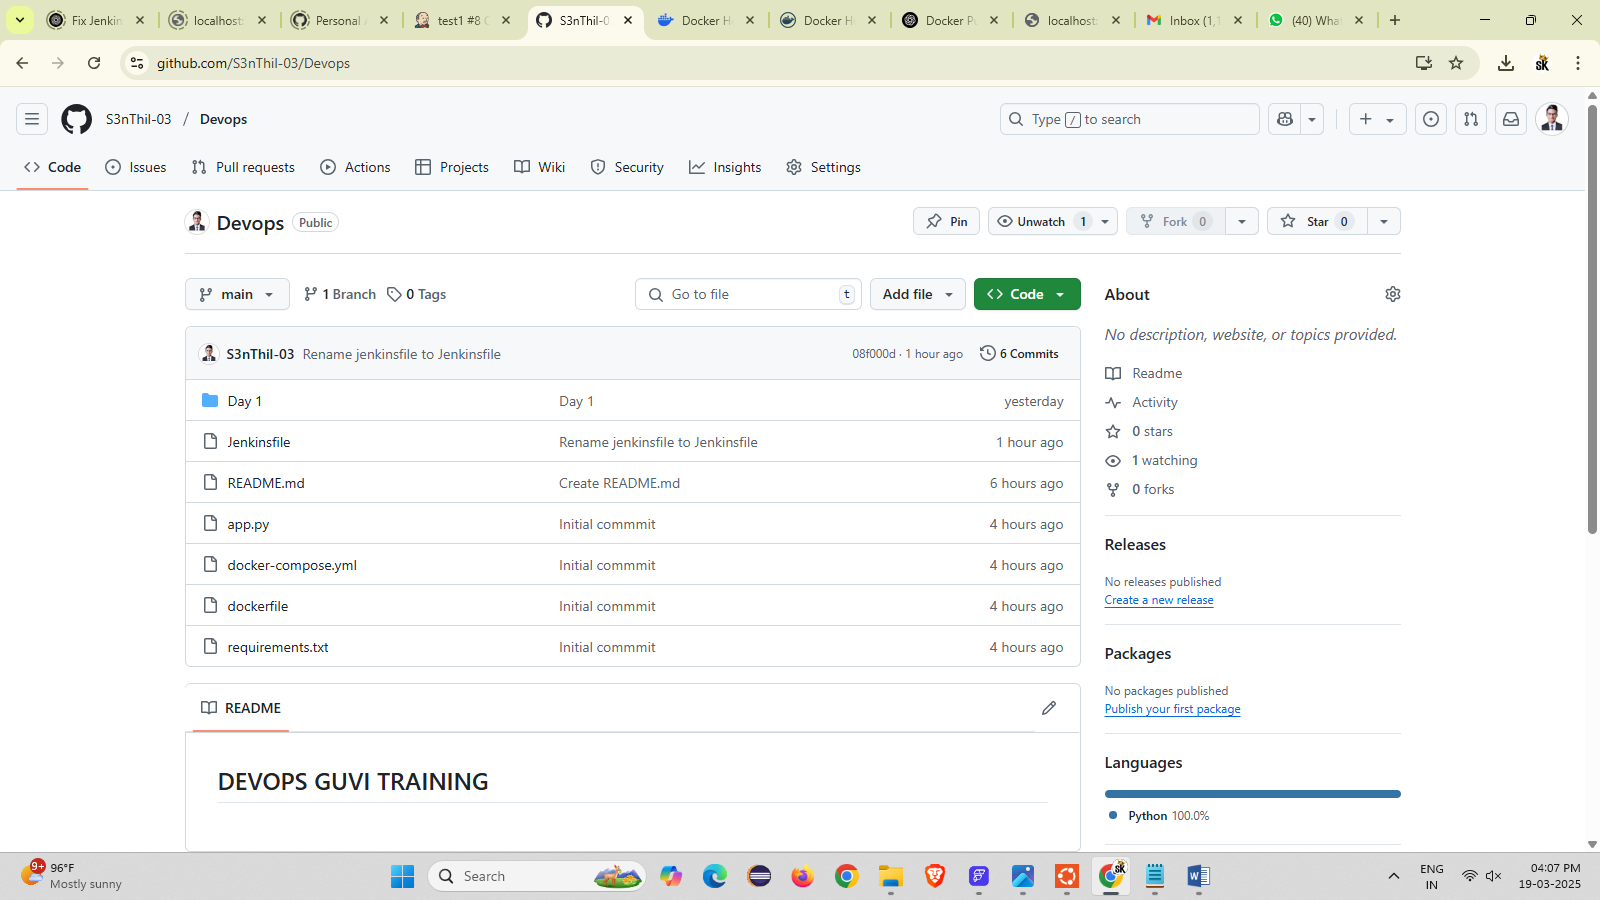 Fix Jenkin
localhost:
Personal A
test1 #8 C
S3nThil-0
Docker H
Docker H
Docker Pu
localhost:
Inbox (1,1
(40) Wha
github.com/S3nThil-03/Devops
S3nThil-03 / Devops
Type / to search
Code
Issues
Pull requests
Actions
Projects
Wiki
Security
Insights
Settings
Devops Public
Pin
Unwatch 1
Fork 0
Star 0
main
1 Branch
0 Tags
Go to file t
Add file
Code
S3nThil-03 Rename jenkinsfile to Jenkinsfile 08f000d · 1 hour ago 6 Commits
Day 1 Day 1 yesterday
Jenkinsfile Rename jenkinsfile to Jenkinsfile 1 hour ago
README.md Create README.md 6 hours ago
app.py Initial commmit 4 hours ago
docker-compose.yml Initial commmit 4 hours ago
dockerfile Initial commmit 4 hours ago
requirements.txt Initial commmit 4 hours ago
README
DEVOPS GUVI TRAINING
About
No description, website, or topics provided.
Readme
Activity
0 stars
1 watching
0 forks
Releases
No releases published
Create a new release
Packages
No packages published
Publish your first package
Languages
Python 100.0%
9+
96°F
Mostly sunny
Search
ENG
IN
04:07 PM
19-03-2025